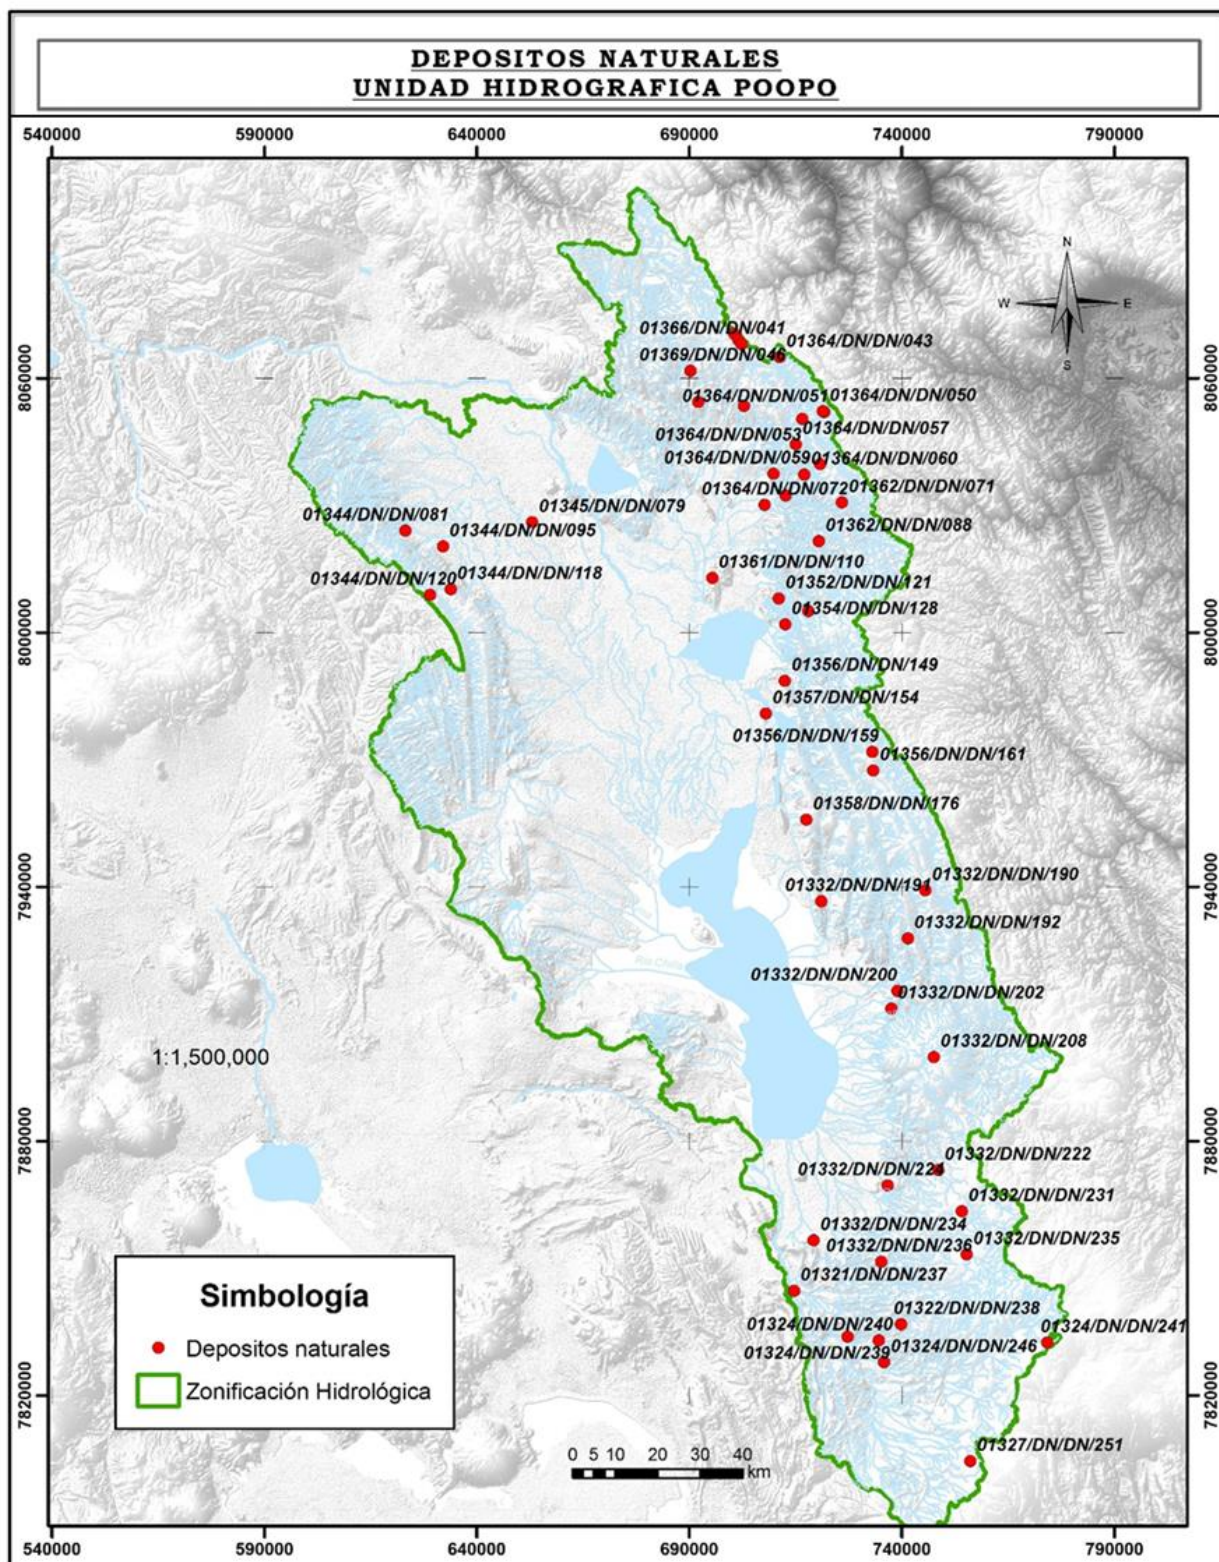 DEPOSITOS NATURALES
UNIDAD HIDROGRAFICA POOPO
540000 590000 640000 690000 740000 790000
N
W E
S
01366/DN/DN/041
01364/DN/DN/043
01369/DN/DN/046
8060000 8060000
01364/DN/DN/051
01364/DN/DN/050
01364/DN/DN/057
01364/DN/DN/053
01364/DN/DN/059
01364/DN/DN/060
01364/DN/DN/072
01362/DN/DN/071
01345/DN/DN/079
01344/DN/DN/081
01344/DN/DN/095
01362/DN/DN/088
01361/DN/DN/110
01344/DN/DN/120
01344/DN/DN/118
01352/DN/DN/121
01354/DN/DN/128
8000000 8000000
01356/DN/DN/149
01357/DN/DN/154
01356/DN/DN/159
01356/DN/DN/161
01358/DN/DN/176
7940000 7940000
01332/DN/DN/191
01332/DN/DN/190
01332/DN/DN/192
01332/DN/DN/200
01332/DN/DN/202
01332/DN/DN/208
1:1,500,000
7880000 7880000
01332/DN/DN/222
01332/DN/DN/224
01332/DN/DN/231
01332/DN/DN/234
01332/DN/DN/235
01332/DN/DN/236
01321/DN/DN/237
01322/DN/DN/238
01324/DN/DN/240
01324/DN/DN/241
01324/DN/DN/239
01324/DN/DN/246
7820000 7820000
01327/DN/DN/251
Simbología
Depositos naturales
Zonificación Hidrológica
0 5 10 20 30 40
km
540000 590000 640000 690000 740000 790000